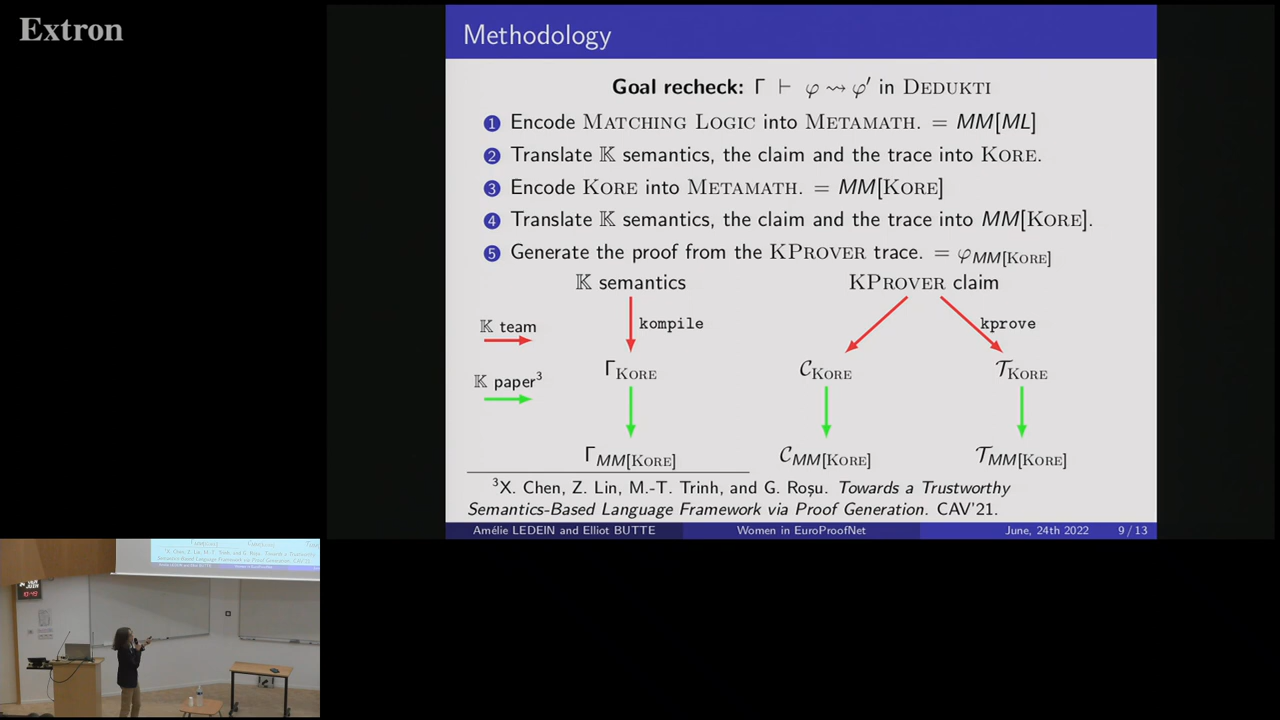 Extron
Methodology
Goal recheck: Γ ⊢ φ ⇝ φ′ in Dedukti
1 Encode Matching Logic into Metamath. = MM[ML]
2 Translate 𝕂 semantics, the claim and the trace into Kore.
3 Encode Kore into Metamath. = MM[Kore]
4 Translate 𝕂 semantics, the claim and the trace into MM[Kore].
5 Generate the proof from the KProver trace. = φMM[Kore]
𝕂 semantics KProver claim
𝕂 team kompile kprove
𝕂 paper³ ΓKore 𝒞Kore 𝒯Kore
ΓMM[Kore] 𝒞MM[Kore] 𝒯MM[Kore]
³X. Chen, Z. Lin, M.-T. Trinh, and G. Roşu. Towards a Trustworthy
Semantics-Based Language Framework via Proof Generation. CAV'21.
Amélie LEDEIN and Elliot BUTTE Women in EuroProofNet June, 24th 2022 9 / 13